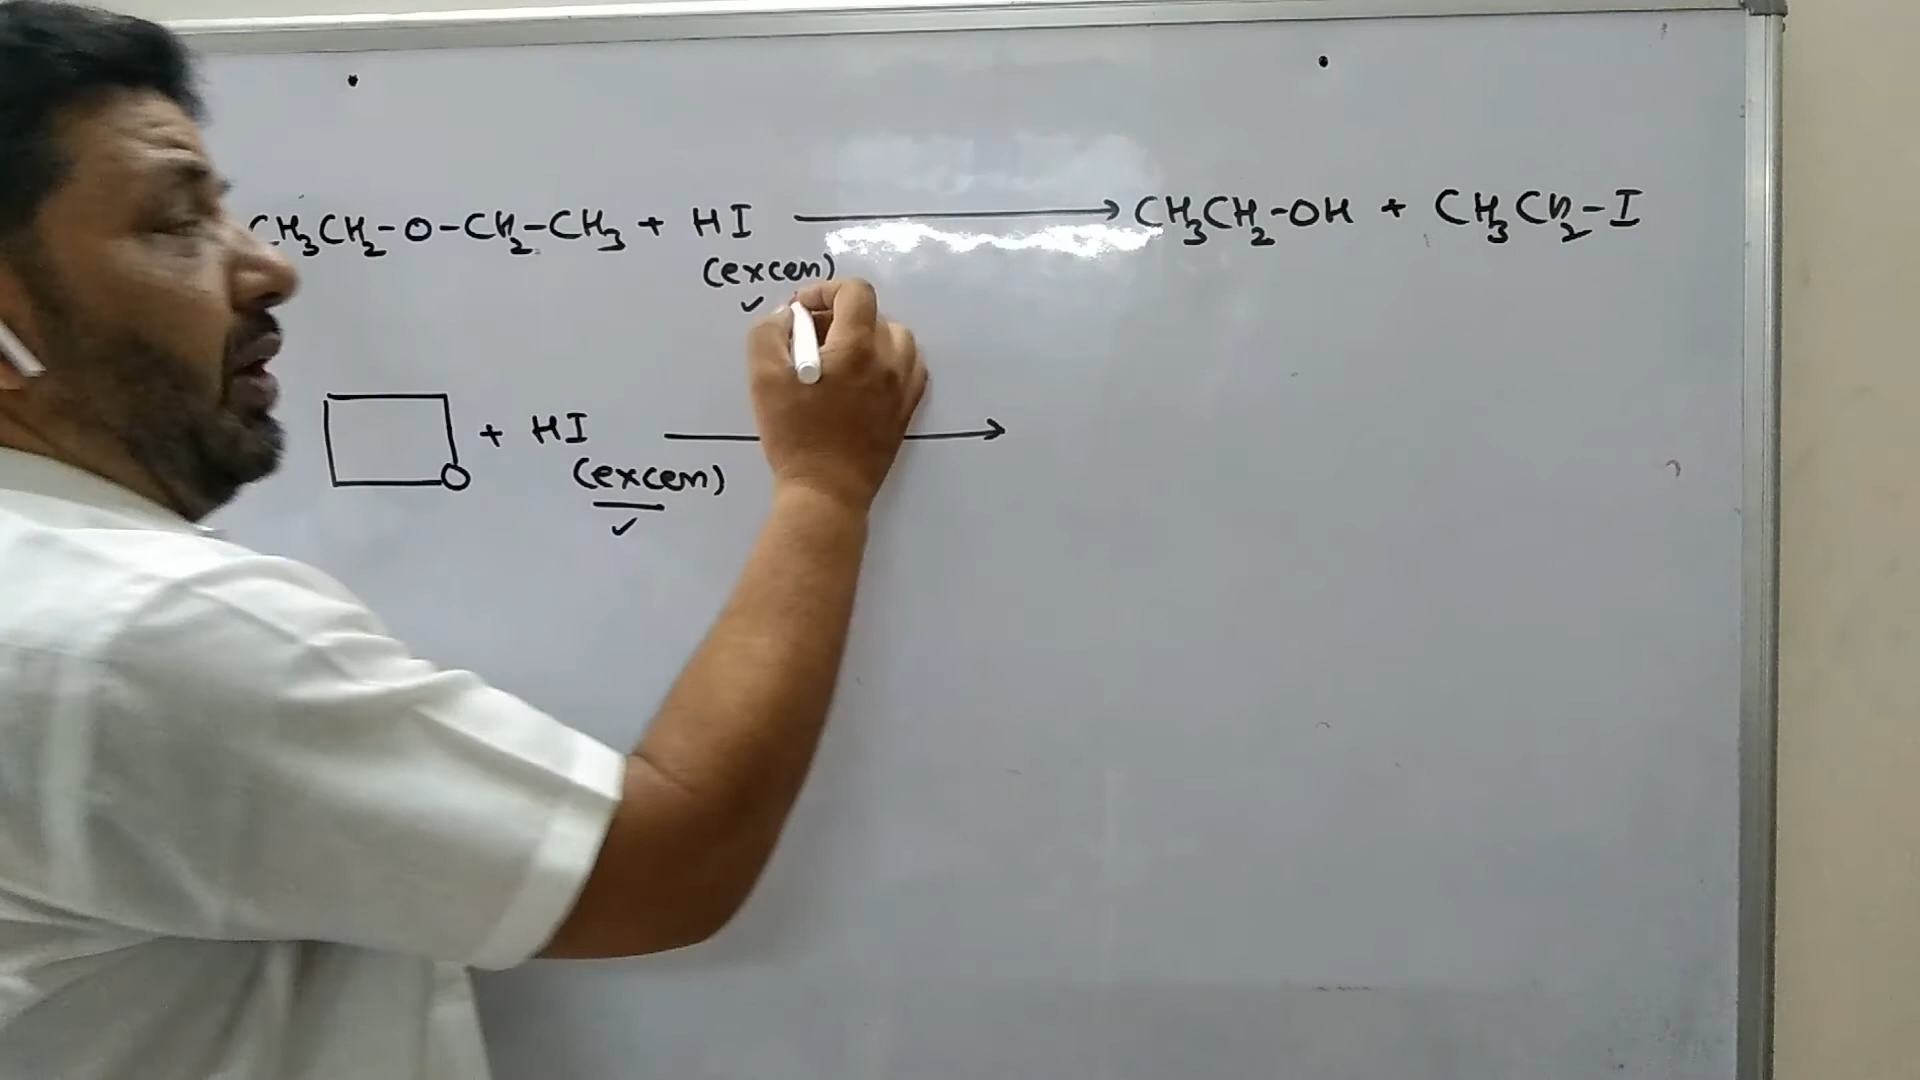 CH3CH2-O-CH2-CH3 + HI ⟶ CH3CH2-OH + CH3CH2-I
(excess)
+ HI ⟶
(excess)
O